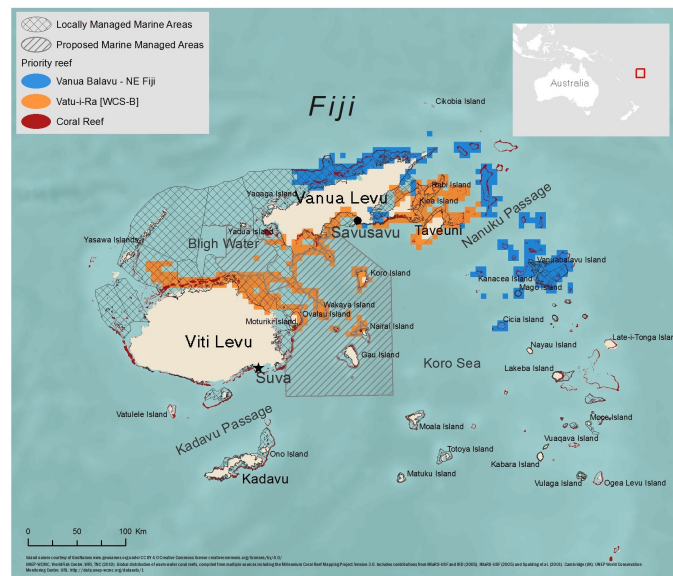 Locally Managed Marine Areas
Proposed Marine Managed Areas
Priority reef
Vanua Balavu - NE Fiji
Vatu-i-Ra [WCS-B]
Coral Reef
Australia
Fiji
Cikobia Island
Yaqaga Island
Vanua Levu
Rabi Island
Kioa Island
Savusavu
Taveuni
Nanuku Passage
Yadua Island
Bligh Water
Yasawa Islands
Koro Island
Vanuabalavu Island
Kanacea Island
Mago Island
Wakaya Island
Ovalau Island
Moturiki Island
Nairai Island
Cicia Island
Viti Levu
Gau Island
Koro Sea
Nayau Island
Late-i-Tonga Islan
Lakeba Island
Suva
Vatulele Island
Kadavu Passage
Moala Island
Moce Island
Vuaqava Island
Ono Island
Totoya Island
Kabara Island
Matuku Island
Kadavu
Vulaga Island
Ogea Levu Island
0 50 100 Km